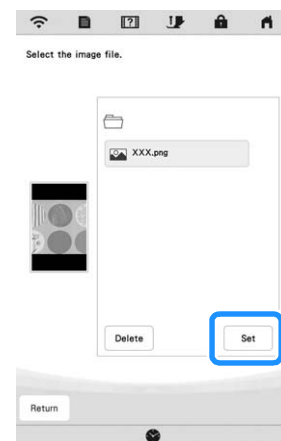 Select the image file.
XXX.png
Delete
Set
Return